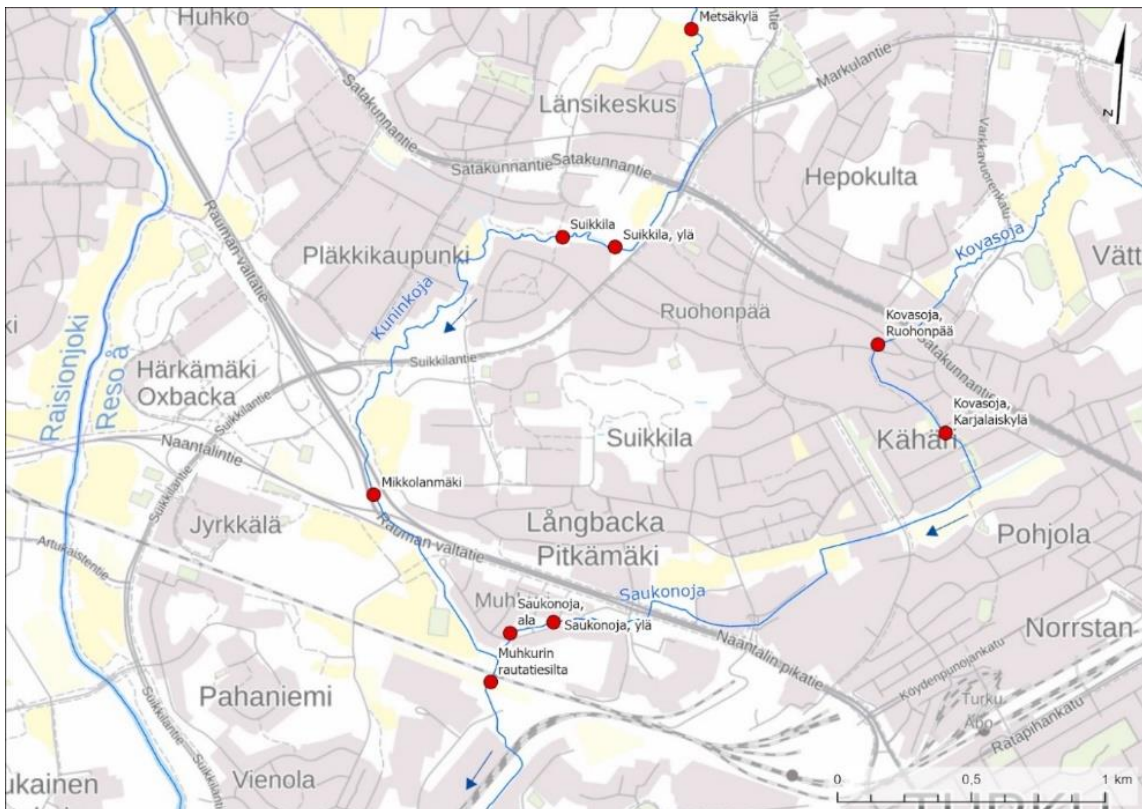 Huhko
Metsäkylä
Länsikeskus
Markulantie
Satakunnantie
Satakunnantie
Satakunnantie
Hepokulta
Varkkavuorenkatu
z
Rauman valtatie
Suikkila
Suikkila, ylä
Pläkkikaupunki
Kovasoja
Vätt
Kuninkoja
Ruohonpää
Kovasoja,
Ruohonpää
Satakunnantie
Raisionjoki
Reso å
Härkämäki
Oxbacka
Suikkilantie
Suikkilantie
Naantalintie
Suikkila
Kovasoja,
Karjalaiskylä
Kähäri
Mikkolanmäki
Rauman valtatie
Jyrkkälä
Långbacka
Pitkämäki
Pohjola
Artukaistentie
Suikkilantie
Saukonoja
Saukonoja,
ala
Saukonoja, ylä
Muhkurin
rautatiesilta
Naantalin pikatie
Norrstan
Köydenpunojankatu
Turku
Åbo
Ratapihankatu
Pahaniemi
Suikkilantie
ukainen
Vienola
0 0,5 1 km